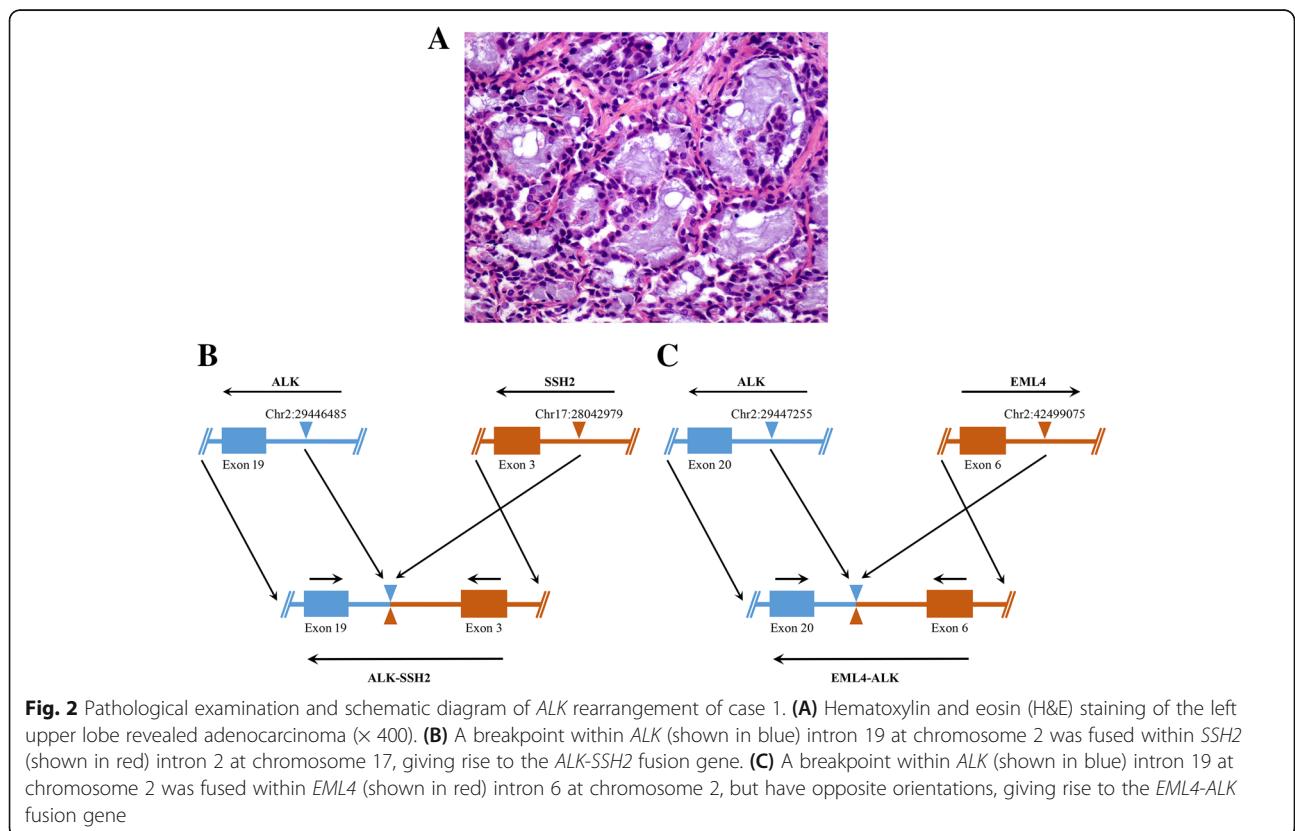 A
B
C
ALK
SSH2
ALK
EML4
Chr2:29446485
Chr17:28042979
Chr2:29447255
Chr2:42499075
Exon 19
Exon 3
Exon 20
Exon 6
Exon 19
Exon 3
Exon 20
Exon 6
ALK-SSH2
EML4-ALK
Fig. 2 Pathological examination and schematic diagram of ALK rearrangement of case 1. (A) Hematoxylin and eosin (H&E) staining of the left
upper lobe revealed adenocarcinoma (× 400). (B) A breakpoint within ALK (shown in blue) intron 19 at chromosome 2 was fused within SSH2
(shown in red) intron 2 at chromosome 17, giving rise to the ALK-SSH2 fusion gene. (C) A breakpoint within ALK (shown in blue) intron 19 at
chromosome 2 was fused within EML4 (shown in red) intron 6 at chromosome 2, but have opposite orientations, giving rise to the EML4-ALK
fusion gene